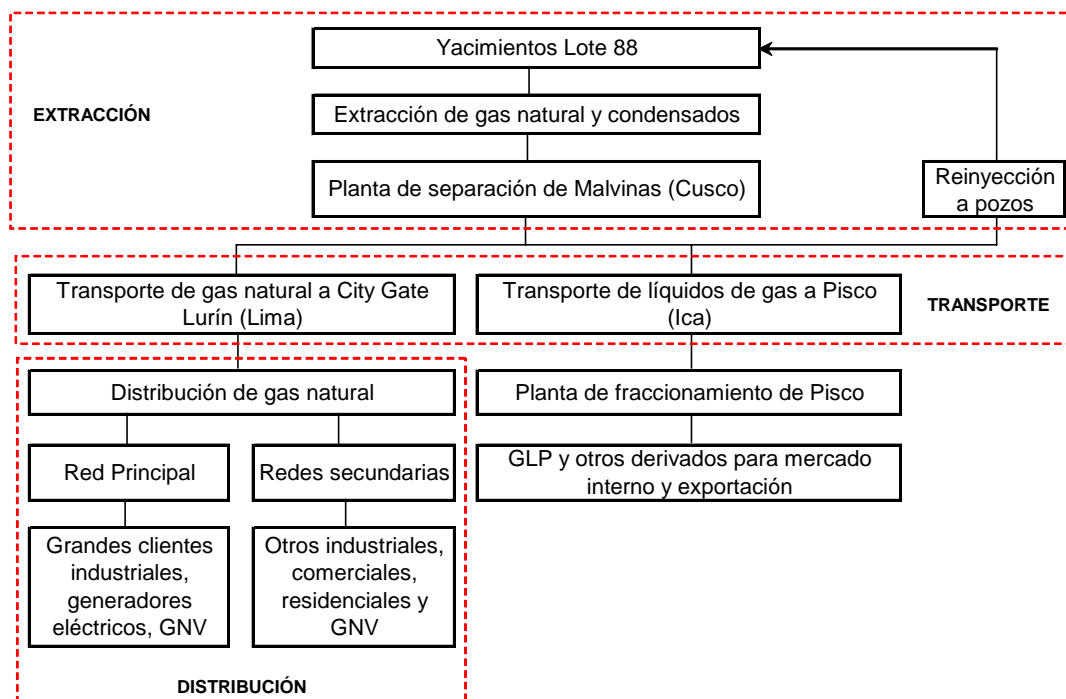 Yacimientos Lote 88
EXTRACCIÓN
Extracción de gas natural y condensados
Planta de separación de Malvinas (Cusco)
Reinyección
a pozos
Transporte de gas natural a City Gate
Lurín (Lima)
Transporte de líquidos de gas a Pisco
(Ica)
TRANSPORTE
Distribución de gas natural
Planta de fraccionamiento de Pisco
Red Principal
Redes secundarias
GLP y otros derivados para mercado
interno y exportación
Grandes clientes
industriales,
generadores
eléctricos, GNV
Otros industriales,
comerciales,
residenciales y
GNV
DISTRIBUCIÓN